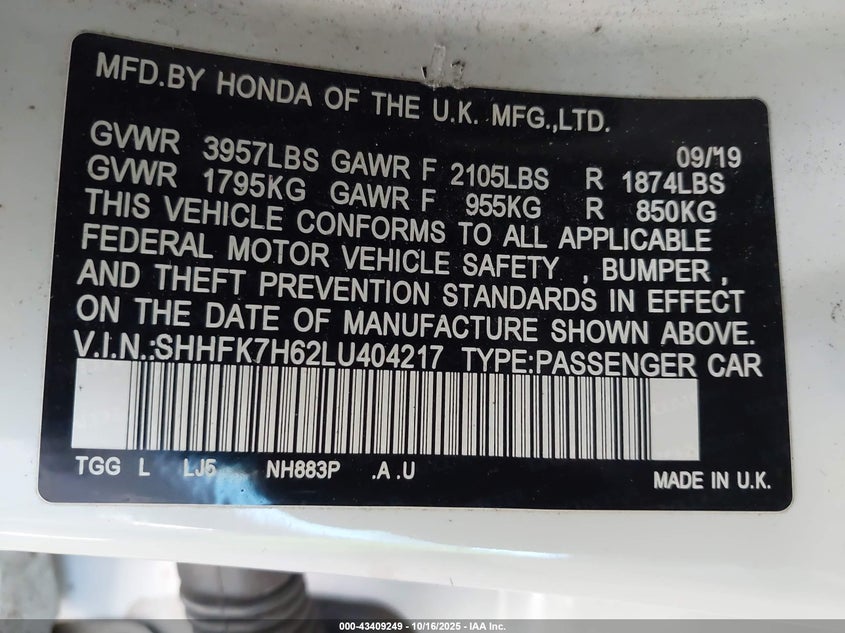 MFD.BY HONDA OF THE U.K. MFG.,LTD.
09/'19
GVWR 3957LBS GAWR F 2105LBS R 1874LBS
GVWR 1795KG GAWR F 955KG R 850KG
THIS VEHICLE CONFORMS TO ALL APPLICABLE
FEDERAL MOTOR VEHICLE SAFETY , BUMPER ,
AND THEFT PREVENTION STANDARDS IN EFFECT
ON THE DATE OF MANUFACTURE SHOWN ABOVE.
V.I.N.:SHHFK7H62LU404217 TYPE:PASSENGER CAR
TGG L LJ5 NH883P .A .U
MADE IN U.K.
000-43409249 - 10/16/2025 - IAA Inc.